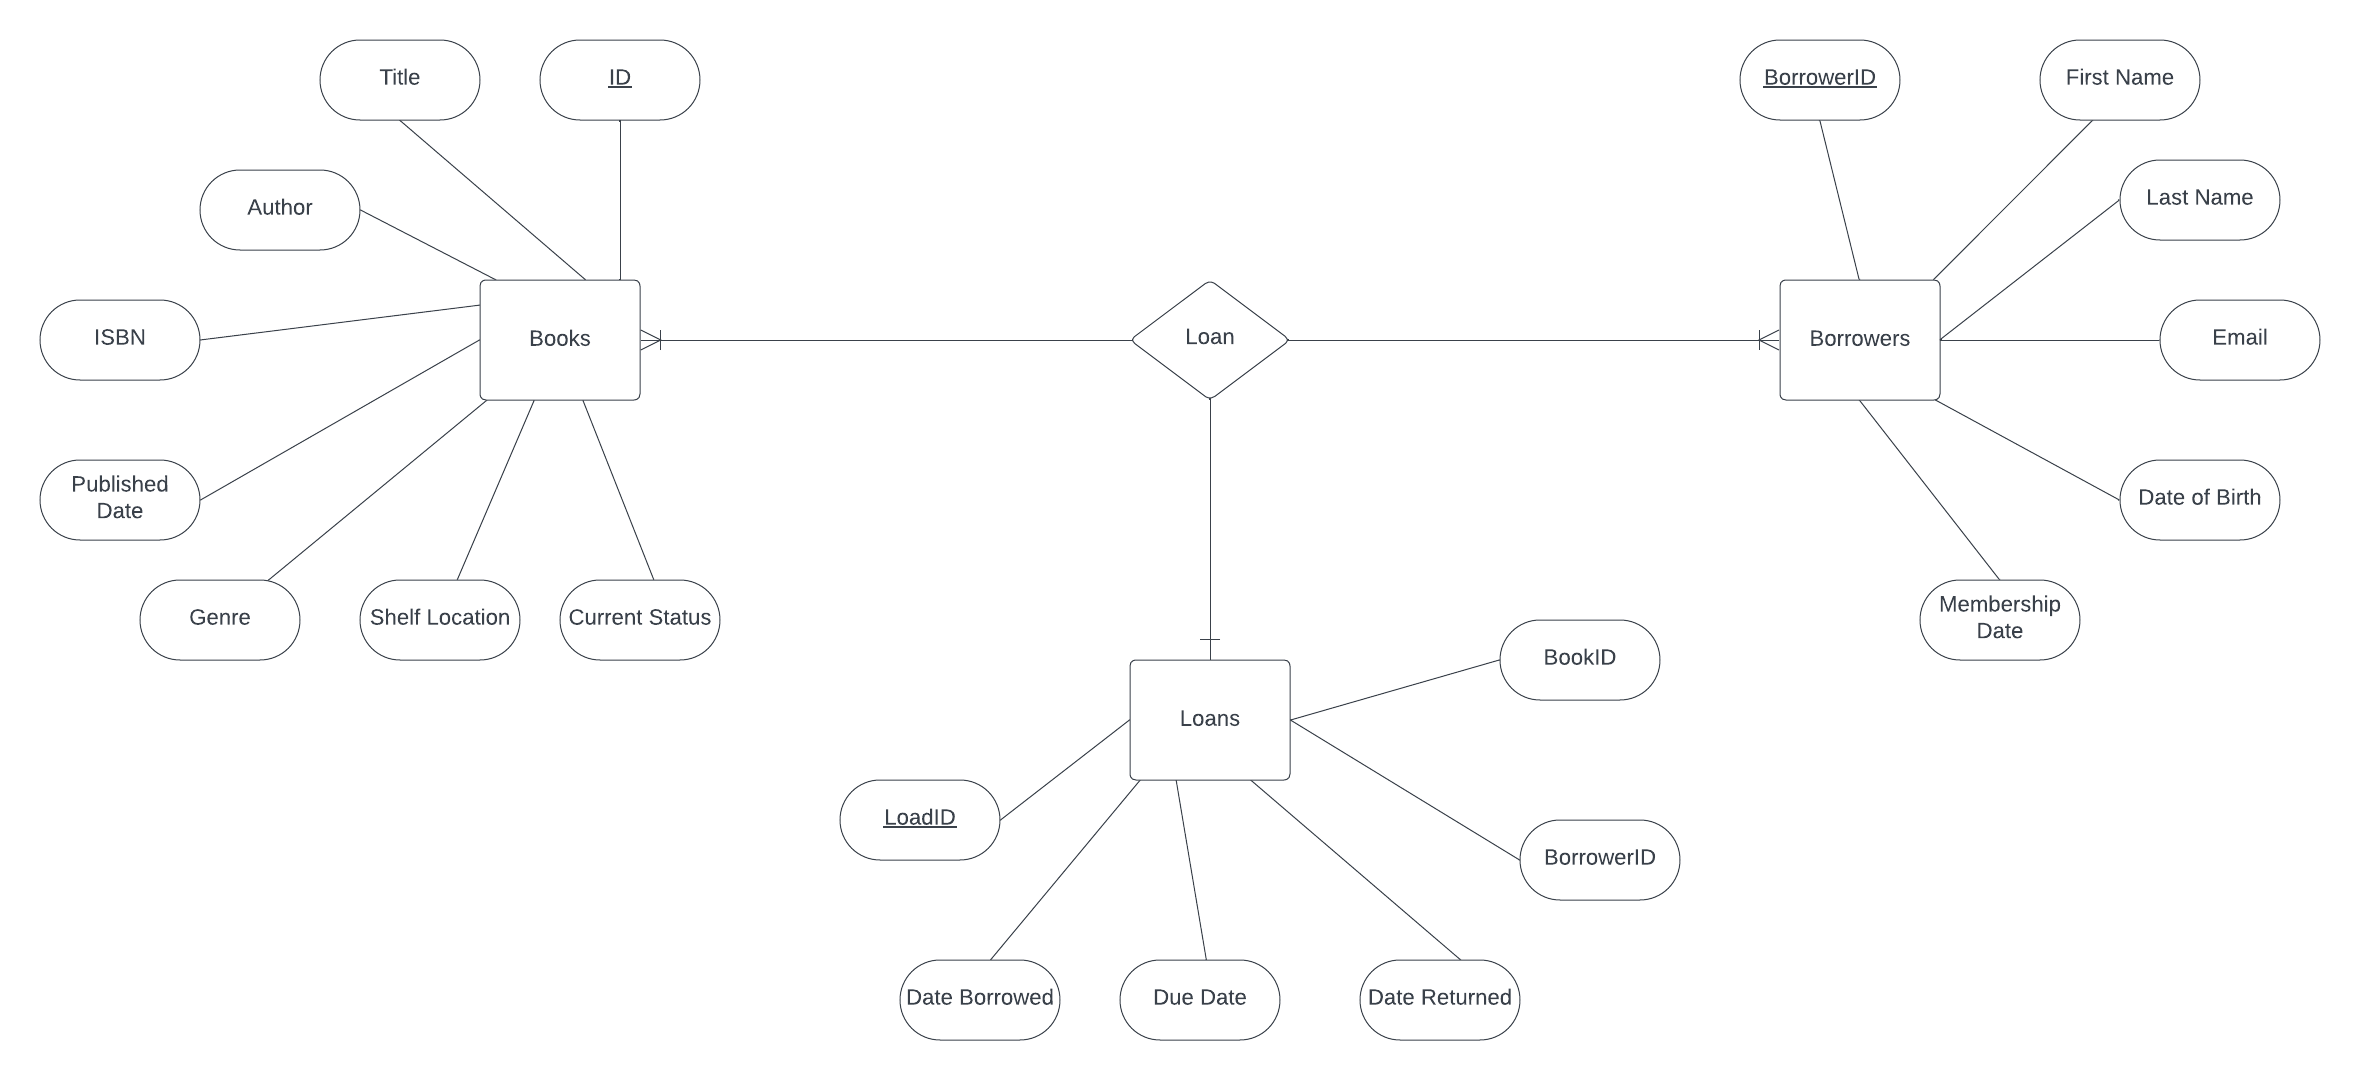 Title
ID
BorrowerID
First Name
Author
Last Name
ISBN
Books
Loan
Borrowers
Email
Published
Date
Date of Birth
Genre
Shelf Location
Current Status
Membership
Date
BookID
Loans
LoadID
BorrowerID
Date Borrowed
Due Date
Date Returned